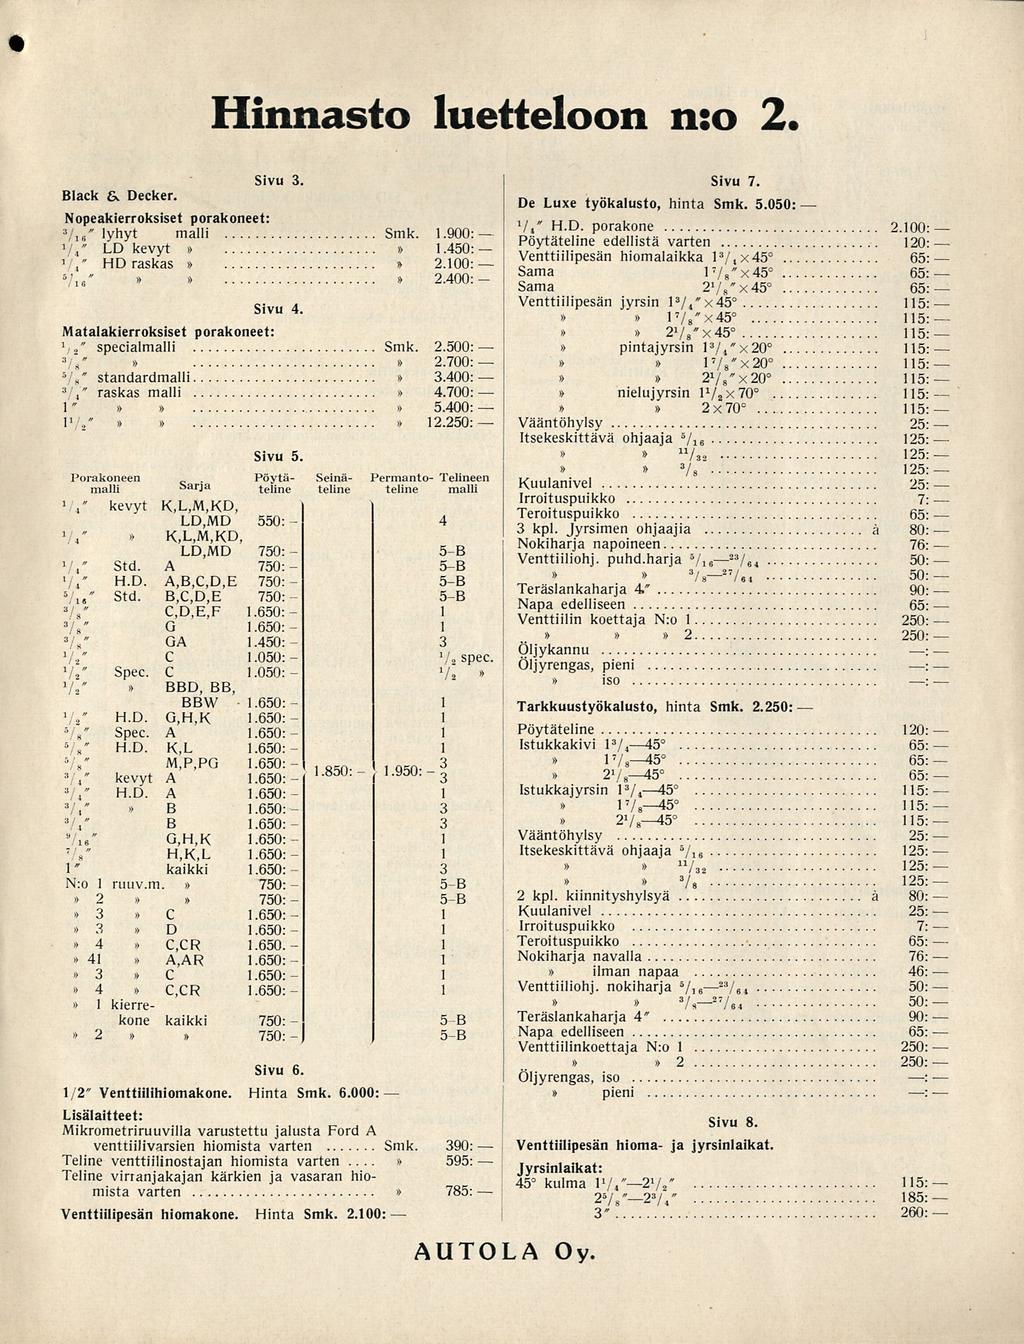 Hinnasto luetteloon n:o 2.
Sivu 3.
Black & Decker.
Nopeakierroksiset porakoneet:
3/16" lyhyt malli .................... Smk. 1.900: —
1/4" LD kevyt » .................... » 1.450: —
1/4" HD raskas » .................... » 2.100: —
5/16" » » .................... » 2.400: —
Sivu 4.
Matalakierroksiset porakoneet:
1/2" specialmalli .................... Smk. 2.500: —
3/8" » .................... » 2.700: —
5/8" standardmalli .................... » 3.400: —
3/4" raskas malli .................... » 4.700: —
1" » » .................... » 5.400: —
1 1/2" » » .................... » 12.250: —
Sivu 5.
Porakoneen malli Sarja Pöytäteline Seinäteline Permantoteline Telineen malli
1/4" kevyt K,L,M,KD,
LD,MD 550: – 4
1/4" » K,L,M,KD,
LD,MD 750: – 5-B
1/4" Std. A 750: – 5-B
1/4" H.D. A,B,C,D,E 750: – 5-B
5/16" Std. B,C,D,E 750: – 5-B
3/8" C,D,E,F 1.650: – 1
3/8" G 1.650: – 1
3/8" GA 1.450: – 3
1/2" C 1.050: – 1/2 spec.
1/2" Spec. C 1.050: – 1/2 »
1/2" » BBD, BB,
BBW 1.650: – 1
1/2" H.D. G,H,K 1.650: – 1
5/8" Spec. A 1.650: – 1
5/8" H.D. K,L 1.650: – 1
5/8" M,P,PG 1.650: – 1.850: – 1.950: – 3
3/4" kevyt A 1.650: – 3
3/4" H.D. A 1.650: – 1
3/4" » B 1.650: – 3
3/4" B 1.650: – 3
9/16" G,H,K 1.650: – 1
7/8" H,K,L 1.650: – 1
1" kaikki 1.650: – 3
N:o 1 ruuv.m. » 750: – 5-B
» 2 » » 750: – 5-B
» 3 » C 1.650: – 1
» 3 » D 1.650: – 1
» 4 » C,CR 1.650. – 1
» 41 » A,AR 1.650: – 1
» 3 » C 1.650: – 1
» 4 » C,CR 1.650: – 1
» 1 kierre-
kone kaikki 750: – 5-B
» 2 » » 750: – 5-B
Sivu 6.
1/2" Venttiilihiomakone. Hinta Smk. 6.000: —
Lisälaitteet:
Mikrometriruuvilla varustettu jalusta Ford A
venttiilivarsien hiomista varten ....... Smk. 390: —
Teline venttiilinostajan hiomista varten .... » 595: —
Teline virranjakajan kärkien ja vasaran hio-
mista varten .................... » 785: —
Venttiilipesän hiomakone. Hinta Smk. 2.100: —
Sivu 7.
De Luxe työkalusto, hinta Smk. 5.050: —
1/4" H.D. porakone .................... 2.100: —
Pöytäteline edellistä varten .................... 120: —
Venttiilipesän hiomalaikka 1 3/4 x 45° .................... 65: —
Sama 1 7/8" x 45° .................... 65: —
Sama 2 1/8" x 45° .................... 65: —
Venttiilipesän jyrsin 1 3/4" x 45° .................... 115: —
» » 1 7/8" x 45° .................... 115: —
» » 2 1/8" x 45° .................... 115: —
» pintajyrsin 1 3/4" x 20° .................... 115: —
» » 1 7/8" x 20° .................... 115: —
» » 2 1/8" x 20° .................... 115: —
» nielujyrsin 1 1/2 x 70° .................... 115: —
» » 2 x 70° .................... 115: —
Vääntöhylsy .................... 25: —
Itsekeskittävä ohjaaja 5/16 .................... 125: —
» » 11/32 .................... 125: —
» » 3/8 .................... 125: —
Kuulanivel .................... 25: —
Irroituspuikko .................... 7: —
Teroituspuikko .................... 65: —
3 kpl. Jyrsimen ohjaajia .................... à 80: —
Nokiharja napoineen .................... 76: —
Venttiiliohj. puhd.harja 5/16—23/64 .................... 50: —
» » 3/8—27/64 .................... 50: —
Teräslankaharja 4" .................... 90: —
Napa edelliseen .................... 65: —
Venttiilin koettaja N:o 1 .................... 250: —
» » » 2 .................... 250: —
Öljykannu .................... —: —
Öljyrengas, pieni .................... —: —
» iso .................... —: —
Tarkkuustyökalusto, hinta Smk. 2.250: —
Pöytäteline .................... 120: —
Istukkakivi 1 3/4—45° .................... 65: —
» 1 7/8—45° .................... 65: —
» 2 1/8—45° .................... 65: —
Istukkajyrsin 1 3/4—45° .................... 115: —
» 1 7/8—45° .................... 115: —
» 2 1/8—45° .................... 115: —
Vääntöhylsy .................... 25: —
Itsekeskittävä ohjaaja 5/16 .................... 125: —
» » 11/32 .................... 125: —
» » 3/8 .................... 125: —
2 kpl. kiinnityshylsyä .................... à 80: —
Kuulanivel .................... 25: —
Irroituspuikko .................... 7: —
Teroituspuikko .................... 65: —
Nokiharja navalla .................... 76: —
» ilman napaa .................... 46: —
Venttiiliohj. nokiharja 5/16—23/64 .................... 50: —
» » 3/8—27/64 .................... 50: —
Teräslankaharja 4" .................... 90: —
Napa edelliseen .................... 65: —
Venttiilinkoettaja N:o 1 .................... 250: —
» » 2 .................... 250: —
Öljyrengas, iso .................... —: —
» pieni .................... —: —
Sivu 8.
Venttiilipesän hioma- ja jyrsinlaikat.
Jyrsinlaikat:
45° kulma 1 1/4"—2 1/2" .................... 115: —
2 5/8"—2 3/4" .................... 185: —
3" .................... 260: —
AUTOLA Oy.